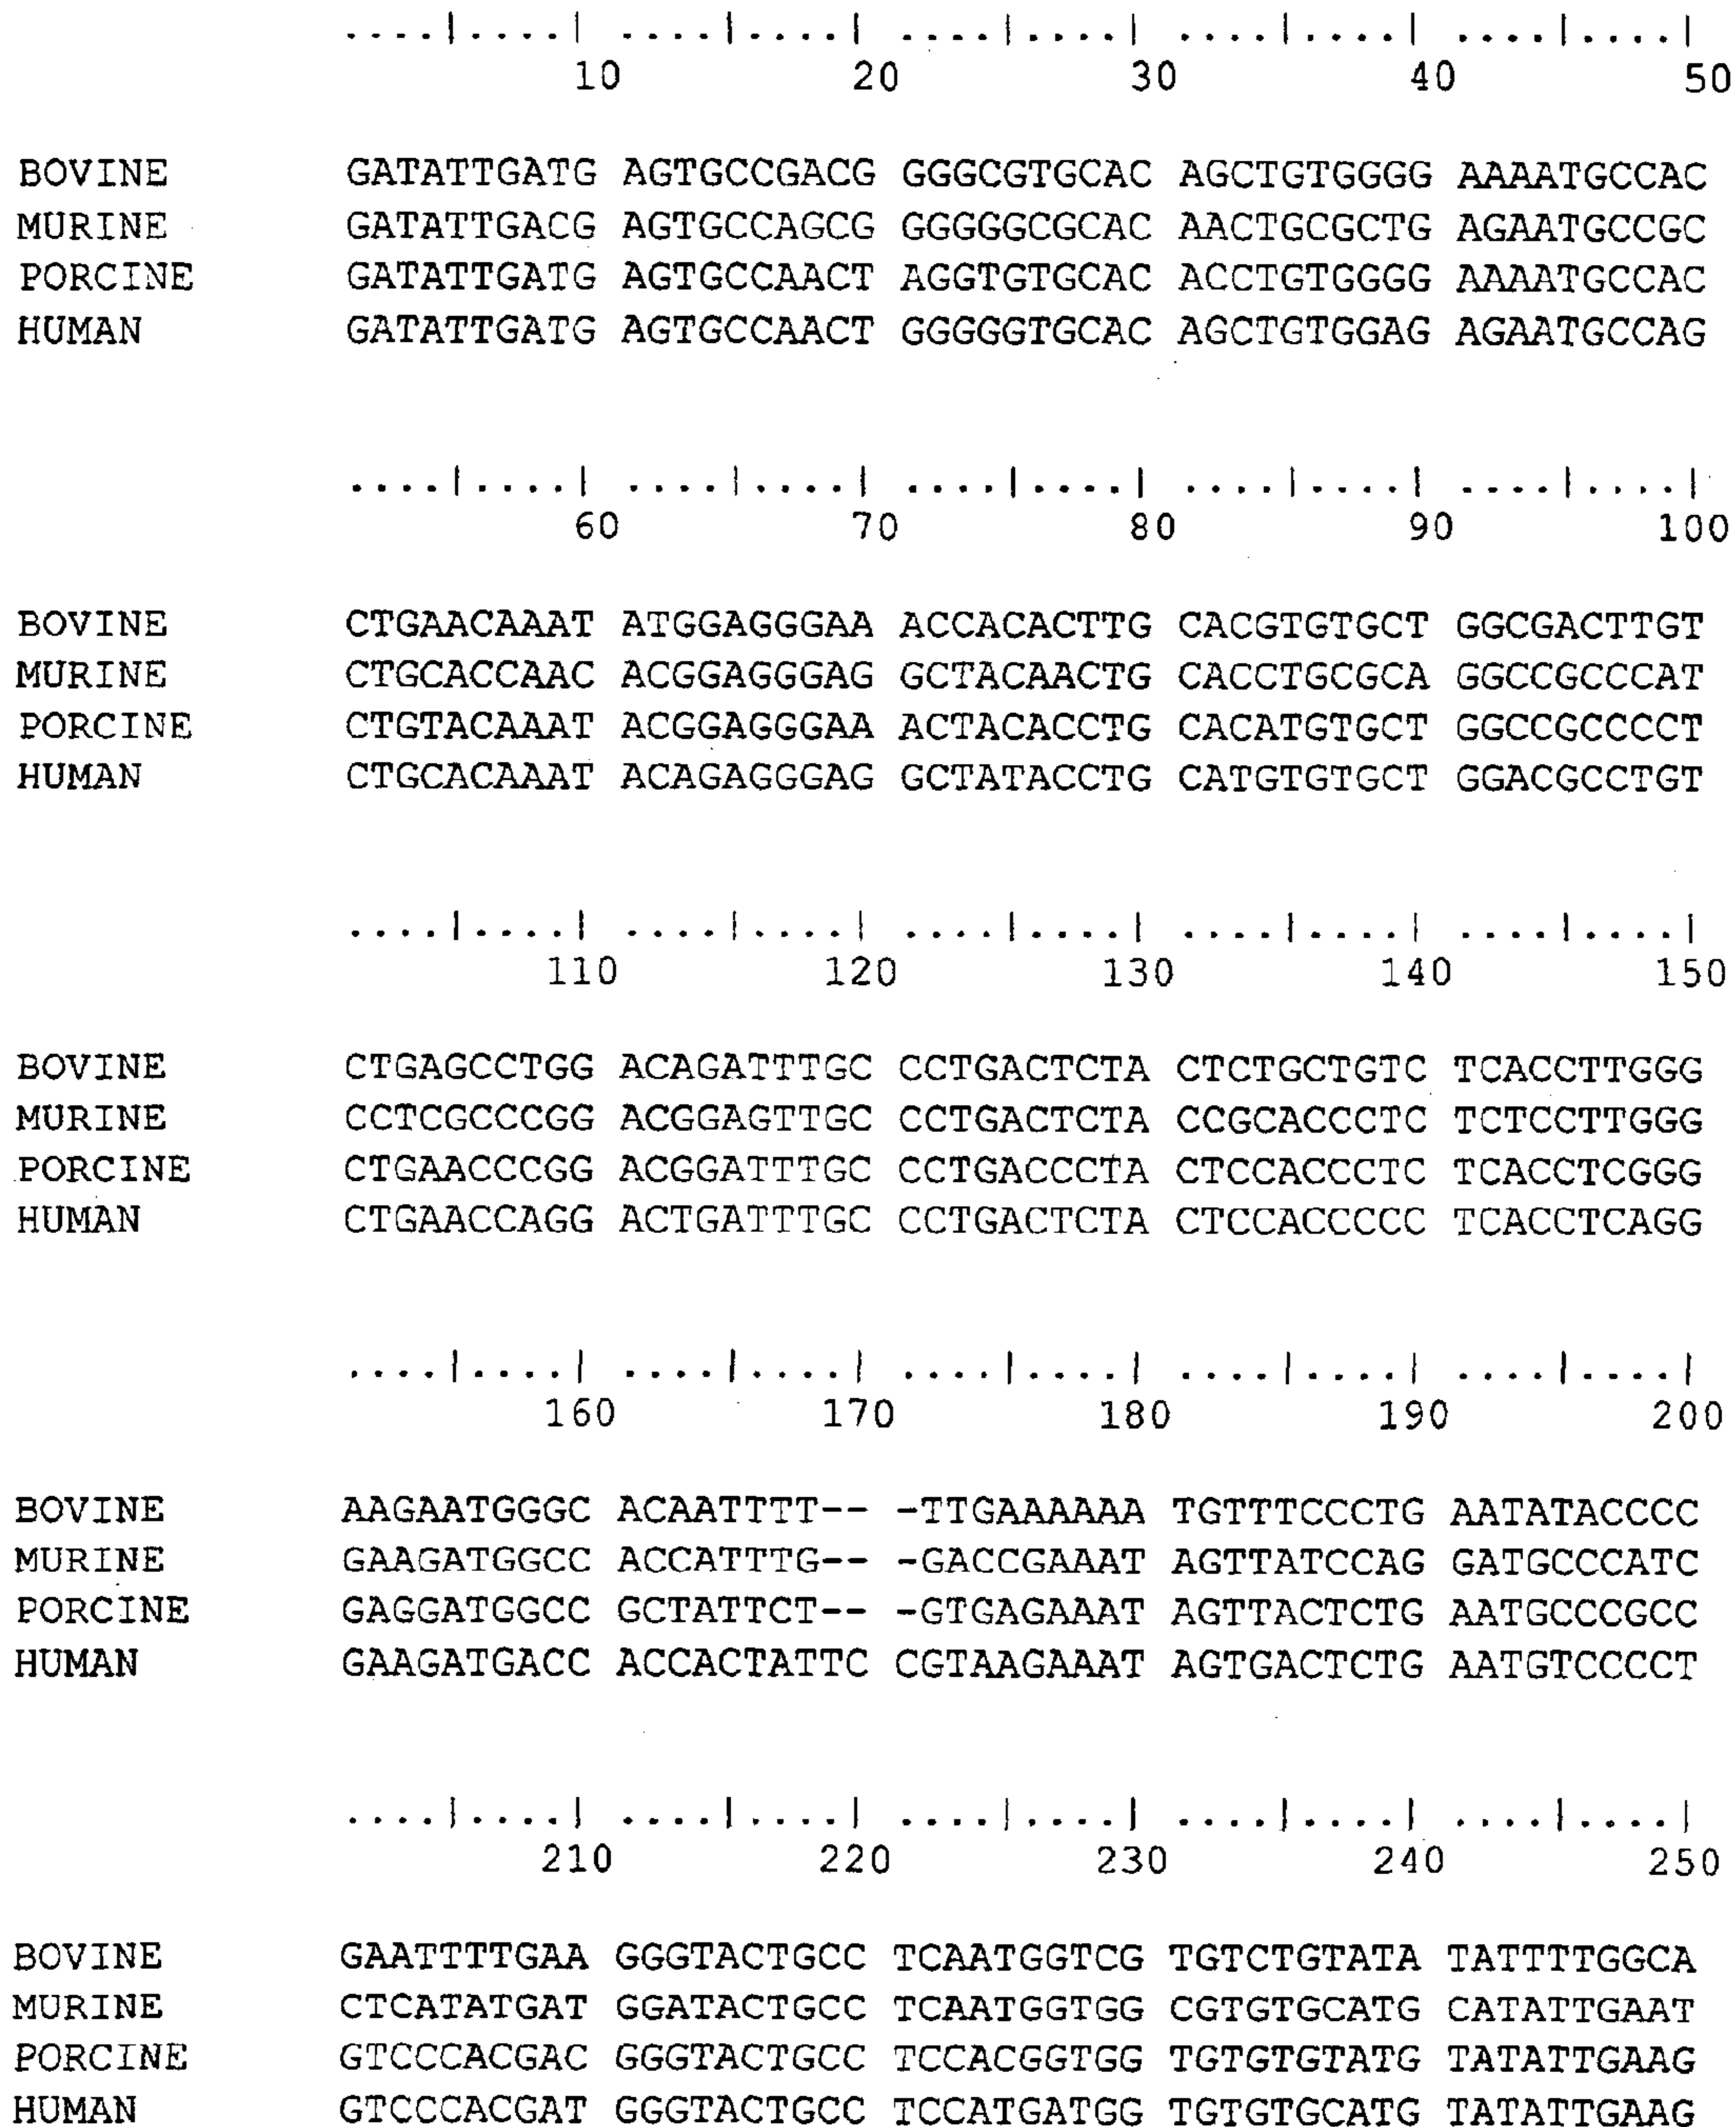 ....|....| ....|....| ....|....| ....|....| ....|....|
10 20 30 40 50
BOVINE GATATTGATG AGTGCCGACG GGGCGTGCAC AGCTGTGGGG AAAATGCCAC
MURINE GATATTGACG AGTGCCAGCG GGGGGCGCAC AACTGCGCTG AGAATGCCGC
PORCINE GATATTGATG AGTGCCAACT AGGTGTGCAC ACCTGTGGGG AAAATGCCAC
HUMAN GATATTGATG AGTGCCAACT GGGGGTGCAC AGCTGTGGAG AGAATGCCAG
....|....| ....|....| ....|....| ....|....| ....|....|
60 70 80 90 100
BOVINE CTGAACAAAT ATGGAGGGAA ACCACACTTG CACGTGTGCT GGCGACTTGT
MURINE CTGCACCAAC ACGGAGGGAG GCTACAACTG CACCTGCGCA GGCCGCCCAT
PORCINE CTGTACAAAT ACGGAGGGAA ACTACACCTG CACATGTGCT GGCCGCCCCT
HUMAN CTGCACAAAT ACAGAGGGAG GCTATACCTG CATGTGTGCT GGACGCCTGT
....|....| ....|....| ....|....| ....|....| ....|....|
110 120 130 140 150
BOVINE CTGAGCCTGG ACAGATTTGC CCTGACTCTA CTCTGCTGTC TCACCTTGGG
MURINE CCTCGCCCGG ACGGAGTTGC CCTGACTCTA CCGCACCCTC TCTCCTTGGG
PORCINE CTGAACCCGG ACGGATTTGC CCTGACCCTA CTCCACCCTC TCACCTCGGG
HUMAN CTGAACCAGG ACTGATTTGC CCTGACTCTA CTCCACCCCC TCACCTCAGG
....|....| ....|....| ....|....| ....|....| ....|....|
160 170 180 190 200
BOVINE AAGAATGGGC ACAATTTT-- -TTGAAAAAA TGTTTCCCTG AATATACCCC
MURINE GAAGATGGCC ACCATTTG-- -GACCGAAAT AGTTATCCAG GATGCCCATC
PORCINE GAGGATGGCC GCTATTCT-- -GTGAGAAAT AGTTACTCTG AATGCCCGCC
HUMAN GAAGATGACC ACCACTATTC CGTAAGAAAT AGTGACTCTG AATGTCCCCT
....|....| ....|....| ....|....| ....|....| ....|....|
210 220 230 240 250
BOVINE GAATTTTGAA GGGTACTGCC TCAATGGTCG TGTCTGTATA TATTTTGGCA
MURINE CTCATATGAT GGATACTGCC TCAATGGTGG CGTGTGCATG CATATTGAAT
PORCINE GTCCCACGAC GGGTACTGCC TCCACGGTGG TGTGTGTATG TATATTGAAG
HUMAN GTCCCACGAT GGGTACTGCC TCCATGATGG TGTGTGCATG TATATTGAAG